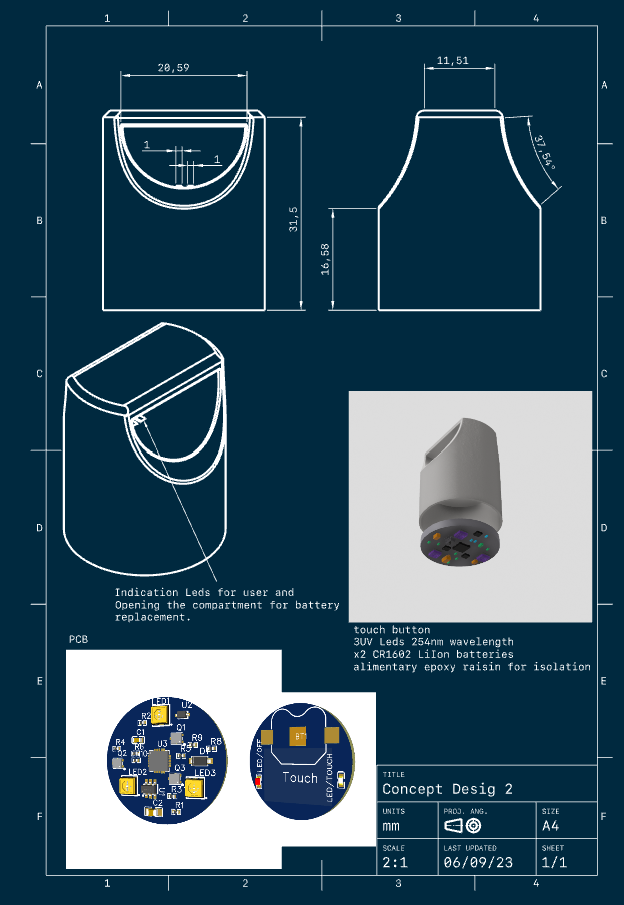 1 2 3 4
A A
20,59
11,51
1
1
37,54°
31,5
16,58
B B
C C
D D
Indication Leds for user and
Opening the compartment for battery
replacement.
touch button
3UV Leds 254nm wavelength
x2 CR1602 LiIon batteries
alimentary epoxy raisin for isolation
PCB
E E
LED1
U2
R2
Q1
C1
R4
R6
R9
R8
U3
R5
Q2
LED2
Q3
LED3
R3
C2
R1
LED/OFF
BT1
Touch
LED/TOUCH
F F
TITLE
Concept Desig 2
UNITS PROJ. ANG. SIZE
mm A4
SCALE LAST UPDATED SHEET
2:1 06/09/23 1/1
1 2 3 4